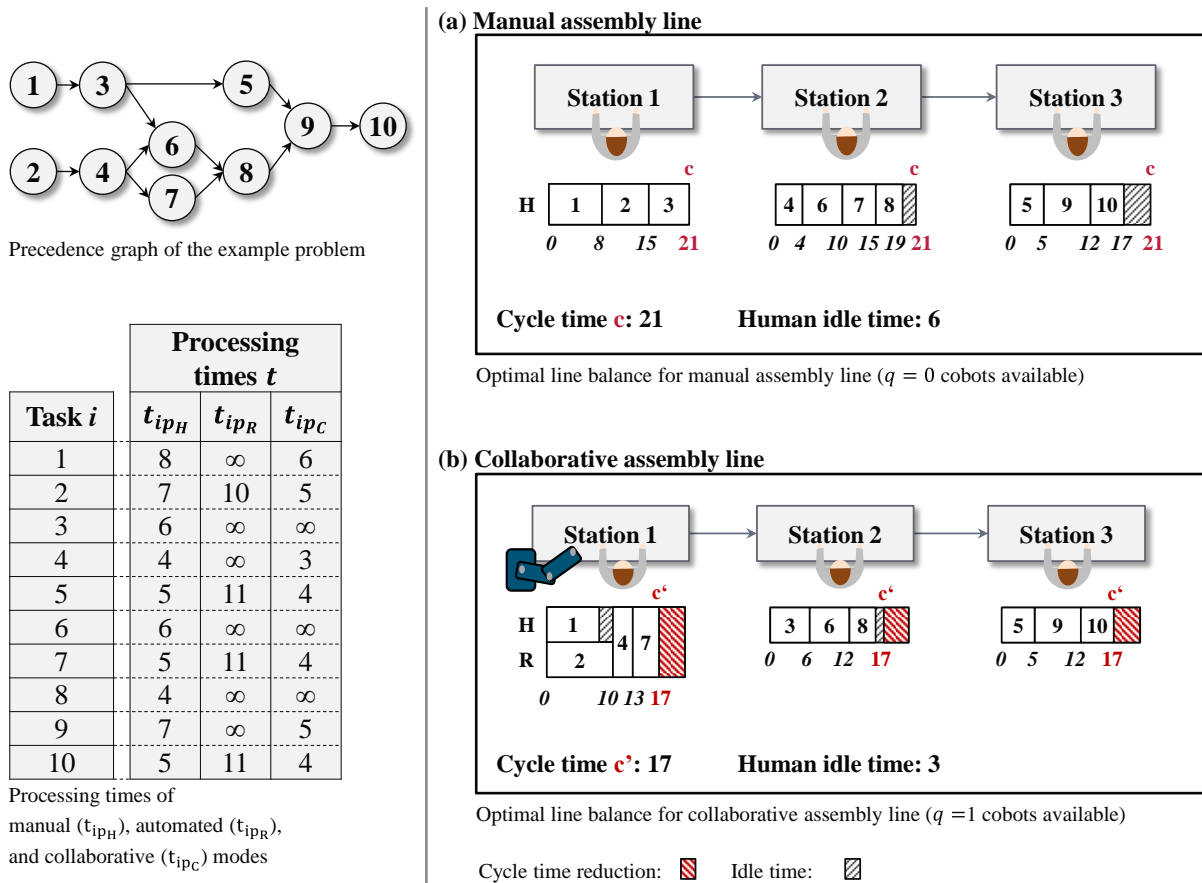 1 3 5
6 9 10
2 4 7 8
Precedence graph of the example problem
Processing
times t
Task i t_{ip_H} t_{ip_R} t_{ip_C}
1 8 ∞ 6
2 7 10 5
3 6 ∞ ∞
4 4 ∞ 3
5 5 11 4
6 6 ∞ ∞
7 5 11 4
8 4 ∞ ∞
9 7 ∞ 5
10 5 11 4
Processing times of
manual (t_{ip_H}), automated (t_{ip_R}),
and collaborative (t_{ip_C}) modes
(a) Manual assembly line
Station 1 Station 2 Station 3
c c c
H 1 2 3 4 6 7 8 5 9 10
0 8 15 21 0 4 10 15 19 21 0 5 12 17 21
Cycle time c: 21 Human idle time: 6
Optimal line balance for manual assembly line (q = 0 cobots available)
(b) Collaborative assembly line
Station 1 Station 2 Station 3
c‘ c‘ c‘
H 1 4 7 3 6 8 5 9 10
R 2
0 10 13 17 0 6 12 17 0 5 12 17
Cycle time c’: 17 Human idle time: 3
Optimal line balance for collaborative assembly line (q =1 cobots available)
Cycle time reduction: Idle time: